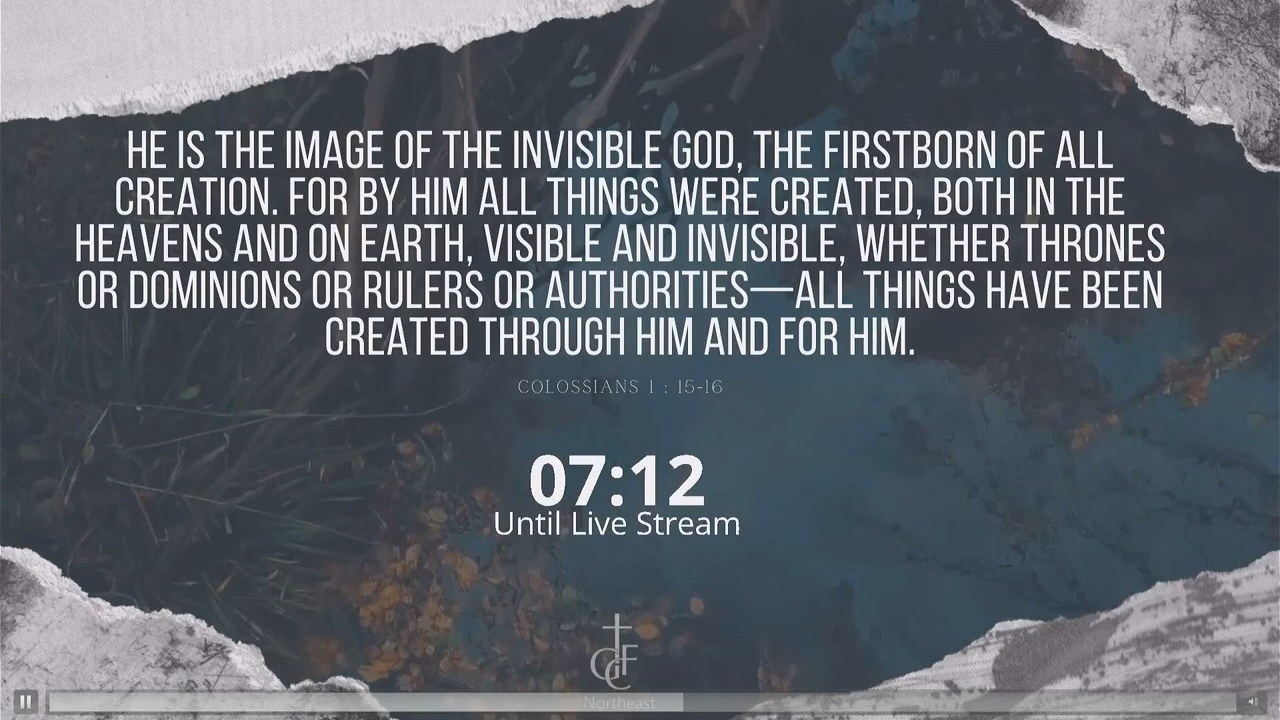 HE IS THE IMAGE OF THE INVISIBLE GOD, THE FIRSTBORN OF ALL
CREATION. FOR BY HIM ALL THINGS WERE CREATED, BOTH IN THE
HEAVENS AND ON EARTH, VISIBLE AND INVISIBLE, WHETHER THRONES
OR DOMINIONS OR RULERS OR AUTHORITIES—ALL THINGS HAVE BEEN
CREATED THROUGH HIM AND FOR HIM.
COLOSSIANS 1 : 15-16
07:12
Until Live Stream
Northeast